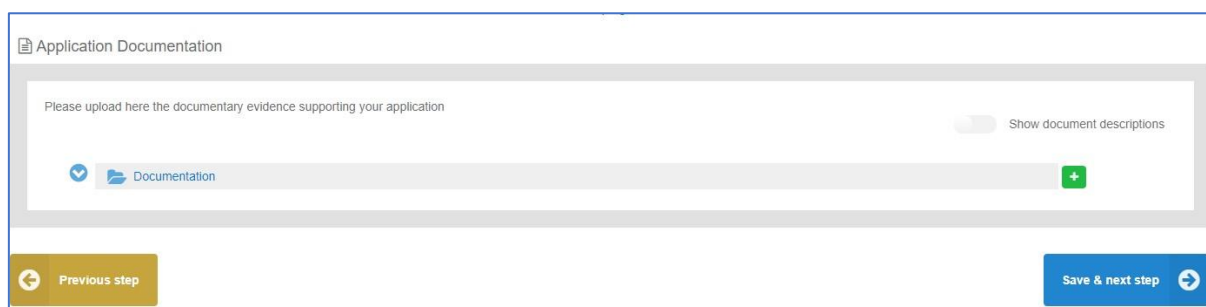 Application Documentation
Please upload here the documentary evidence supporting your application
Show document descriptions
Documentation
Previous step
Save & next step